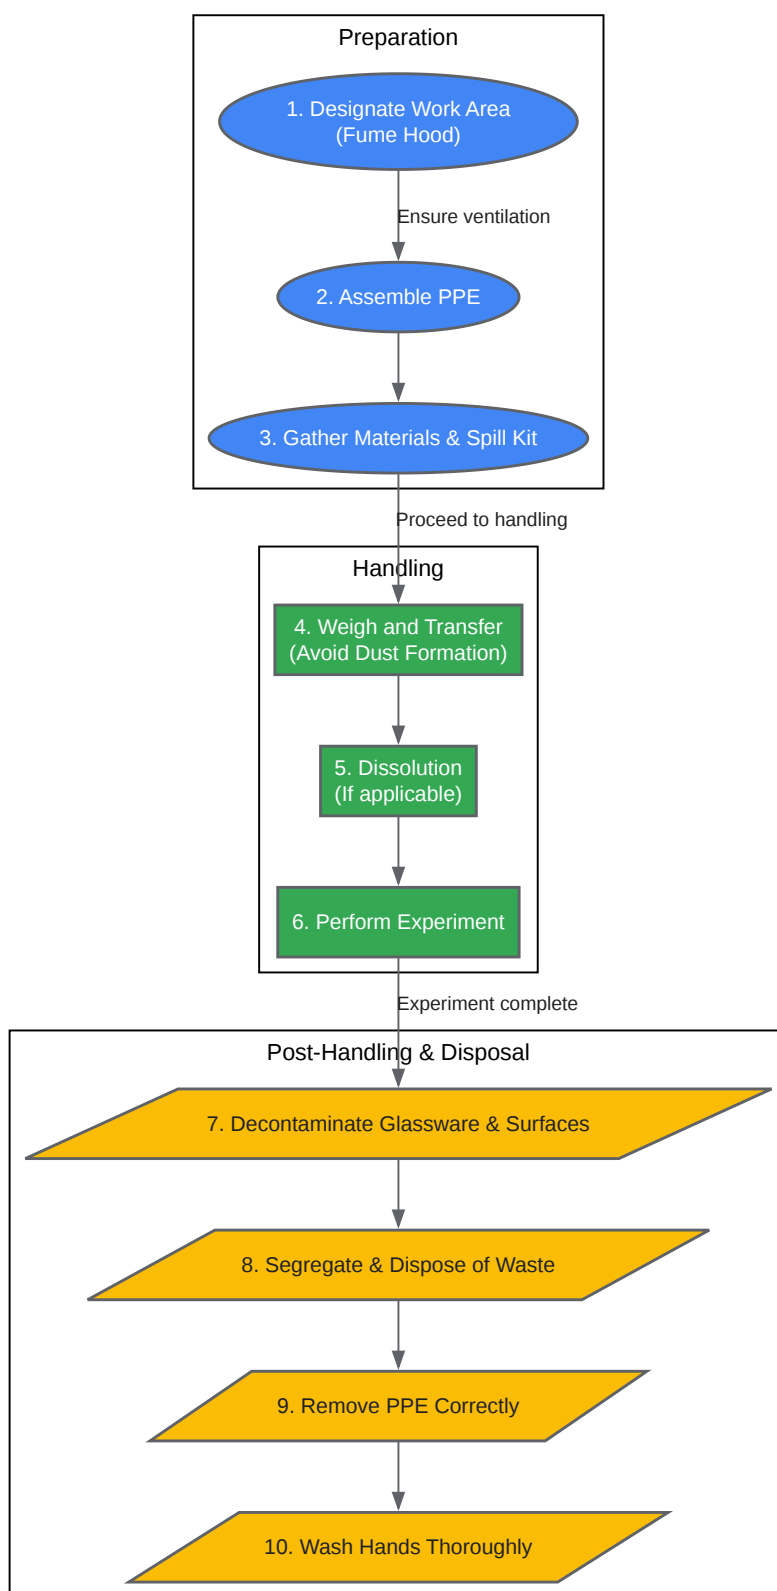 Preparation
1. Designate Work Area
(Fume Hood)
Ensure ventilation
2. Assemble PPE
3. Gather Materials & Spill Kit
Proceed to handling
Handling
4. Weigh and Transfer
(Avoid Dust Formation)
5. Dissolution
(If applicable)
6. Perform Experiment
Experiment complete
Post-Handling & Disposal
7. Decontaminate Glassware & Surfaces
8. Segregate & Dispose of Waste
9. Remove PPE Correctly
10. Wash Hands Thoroughly